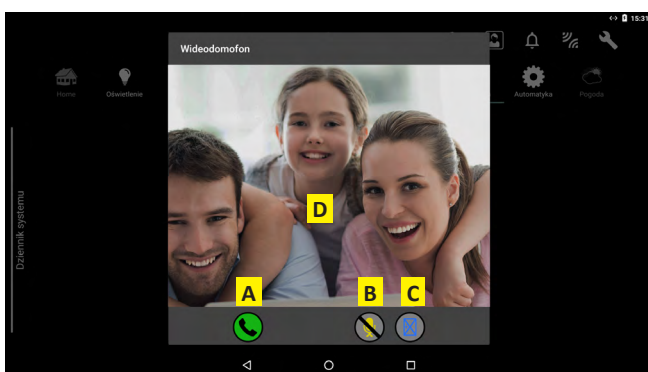 15:31
Wideodomofon
Home
Oświetlenie
Automatyka
Pogoda
Dziennik systemu
D
A
B
C